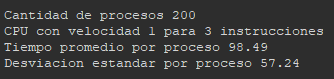 Cantidad de procesos 200
CPU con velocidad 1 para 3 instrucciones
Tiempo promedio por proceso 98.49
Desviacion estandar por proceso 57.24